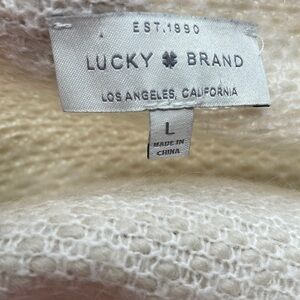 EST.1990
LUCKY ☘ BRAND
LOS ANGELES, CALIFORNIA
L
MADE IN
CHINA